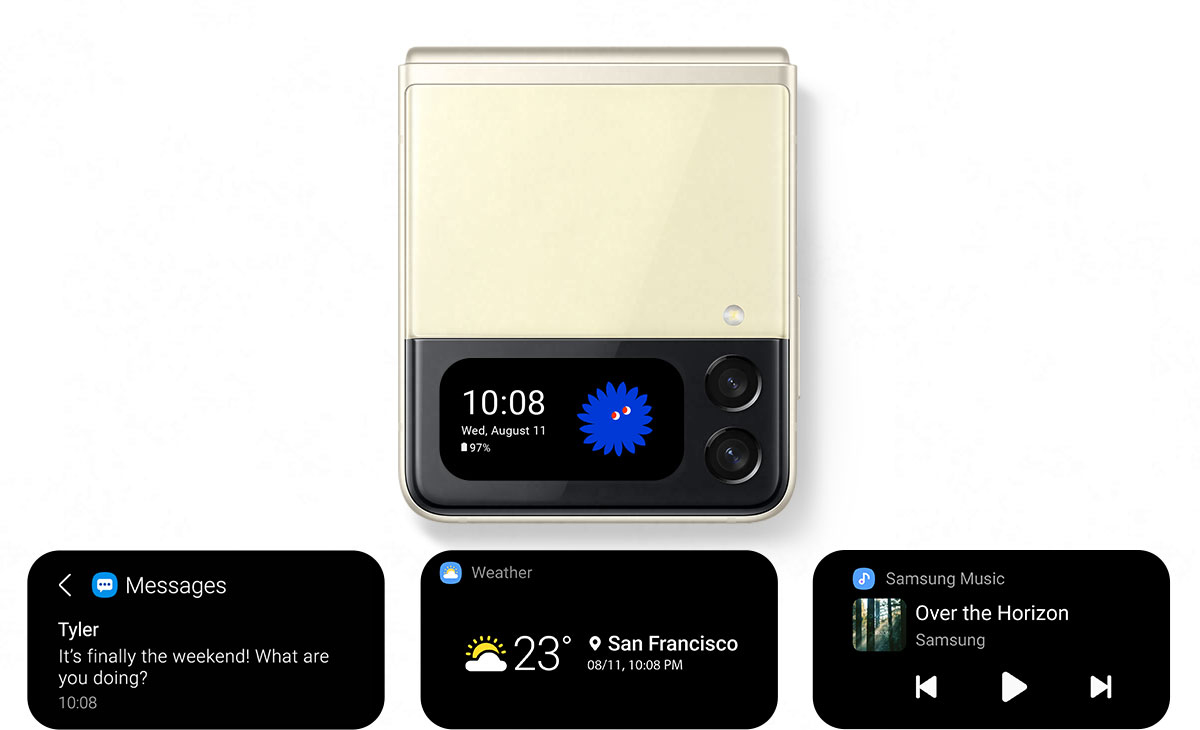 10:08
Wed, August 11
97%
Messages
Tyler
It's finally the weekend! What are
you doing?
10:08
Weather
23°
San Francisco
08/11, 10:08 PM
Samsung Music
Over the Horizon
Samsung